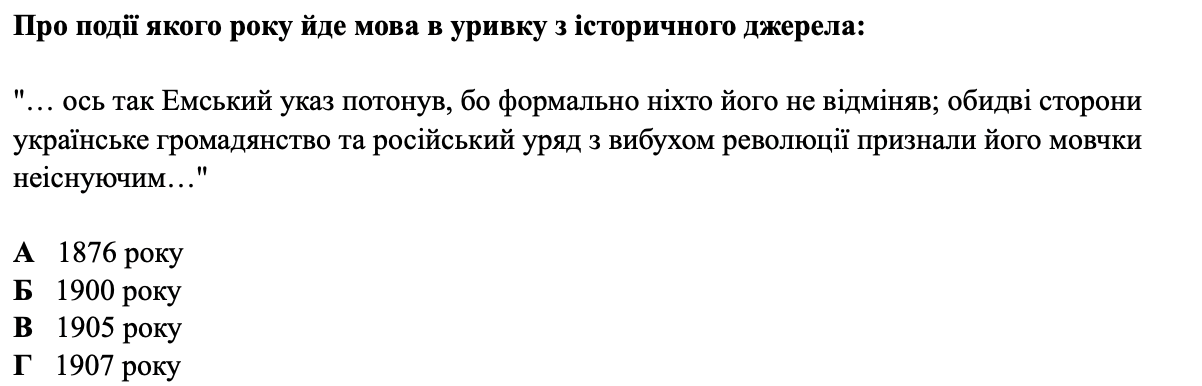 Про події якого року йде мова в уривку з історичного джерела:
"… ось так Емський указ потонув, бо формально ніхто його не відміняв; обидві сторони
українське громадянство та російський уряд з вибухом революції признали його мовчки
неіснуючим…"
А 1876 року
Б 1900 року
В 1905 року
Г 1907 року